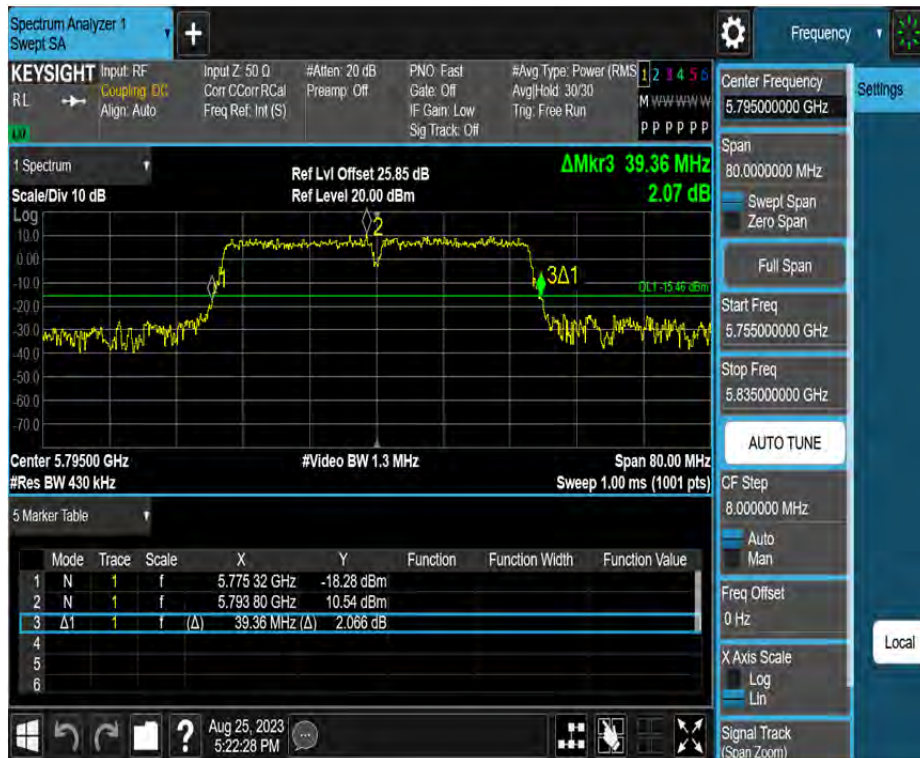 Spectrum Analyzer 1
Swept SA
Frequency
KEYSIGHT
RL
Input: RF
Coupling: DC
Align: Auto
Input Z: 50 Ω
Corr CCorr RCal
Freq Ref: Int (S)
#Atten: 20 dB
Preamp: Off
PNO: Fast
Gate: Off
IF Gain: Low
Sig Track: Off
#Avg Type: Power (RMS
Avg|Hold: 30/30
Trig: Free Run
1 2 3 4 5 6
M W W W W W
P P P P P P
1 Spectrum
Scale/Div 10 dB
Ref Lvl Offset 25.85 dB
Ref Level 20.00 dBm
ΔMkr3 39.36 MHz
2.07 dB
Log
10.0
0.00
-10.0
-20.0
-30.0
-40.0
-50.0
-60.0
-70.0
2
3Δ1
DL1 -15.46 dBm
Center 5.79500 GHz
#Video BW 1.3 MHz
Span 80.00 MHz
#Res BW 430 kHz
Sweep 1.00 ms (1001 pts)
5 Marker Table
Mode Trace Scale X Y Function Function Width Function Value
1 N 1 f 5.775 32 GHz -18.28 dBm
2 N 1 f 5.793 80 GHz 10.54 dBm
3 Δ1 1 f (Δ) 39.36 MHz (Δ) 2.066 dB
4
5
6
Aug 25, 2023
5:22:28 PM
Center Frequency
5.795000000 GHz
Settings
Span
80.0000000 MHz
Swept Span
Zero Span
Full Span
Start Freq
5.755000000 GHz
Stop Freq
5.835000000 GHz
AUTO TUNE
CF Step
8.000000 MHz
Auto
Man
Freq Offset
0 Hz
X Axis Scale
Log
Lin
Local
Signal Track
(Span Zoom)